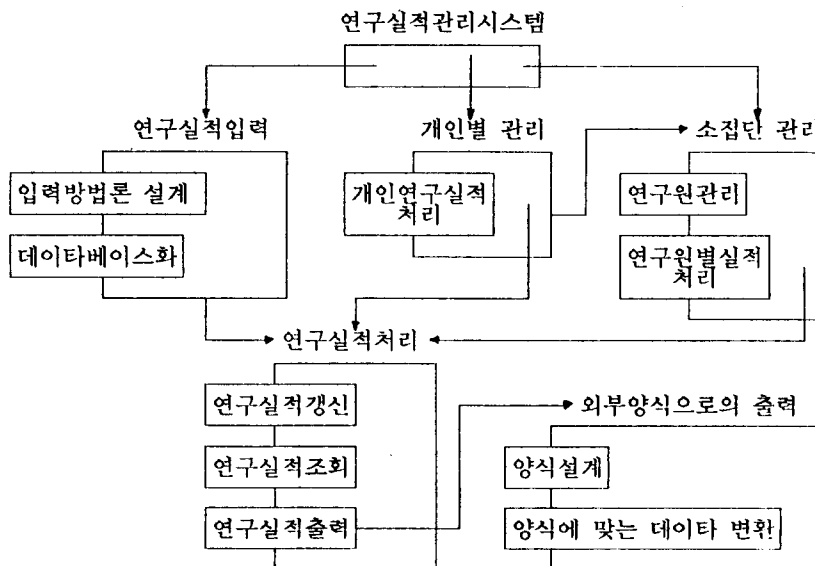 연구실적관리시스템
연구실적입력
개인별 관리
소집단 관리
입력방법론 설계
데이타베이스화
개인연구실적
처리
연구원관리
연구원별실적
처리
연구실적처리
연구실적갱신
연구실적조회
연구실적출력
외부양식으로의 출력
양식설계
양식에 맞는 데이타 변환